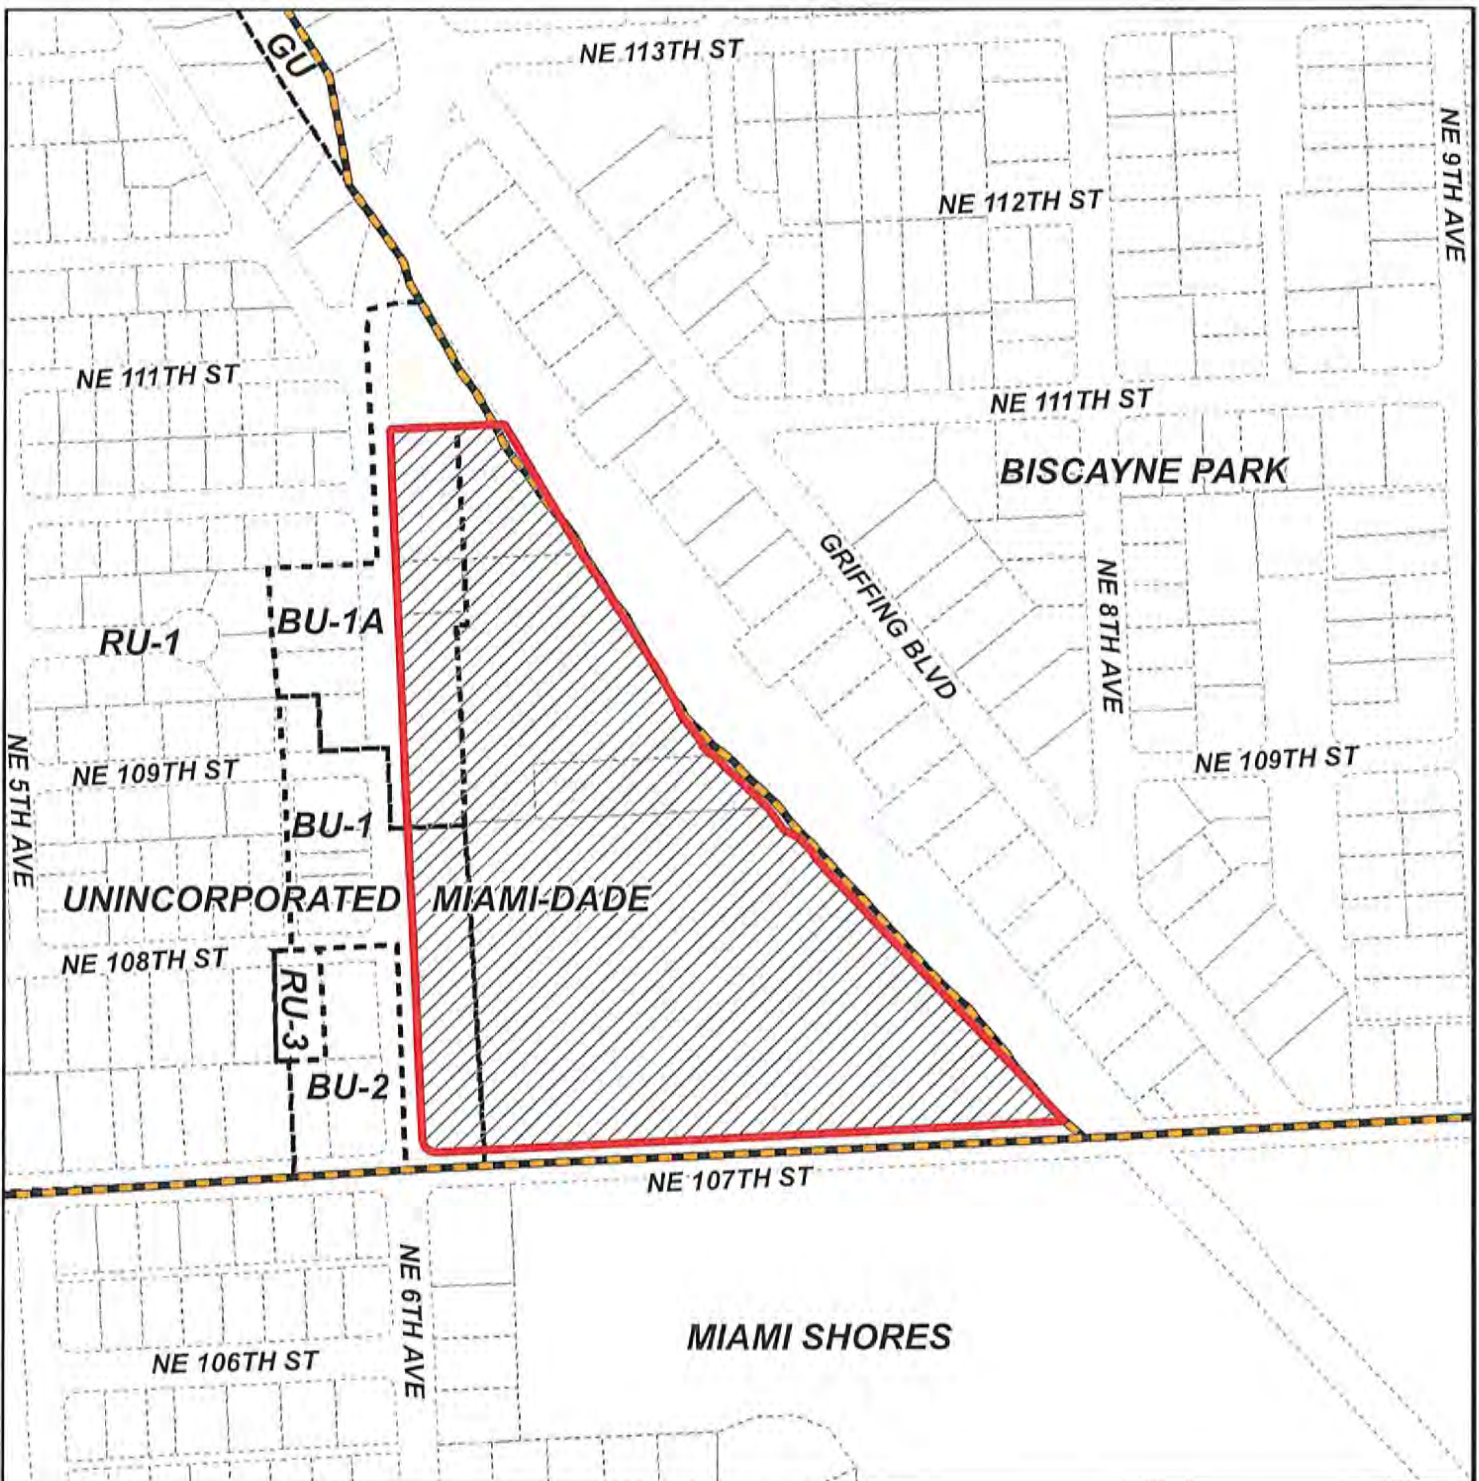 GU
NE 113TH ST
NE 9TH AVE
NE 112TH ST
NE 111TH ST
NE 111TH ST
BISCAYNE PARK
GRIFFING BLVD
NE 8TH AVE
BU-1A
RU-1
NE 5TH AVE
NE 109TH ST
NE 109TH ST
BU-1
UNINCORPORATED MIAMI-DADE
NE 108TH ST
RU-3
BU-2
NE 107TH ST
NE 6TH AVE
MIAMI SHORES
NE 106TH ST